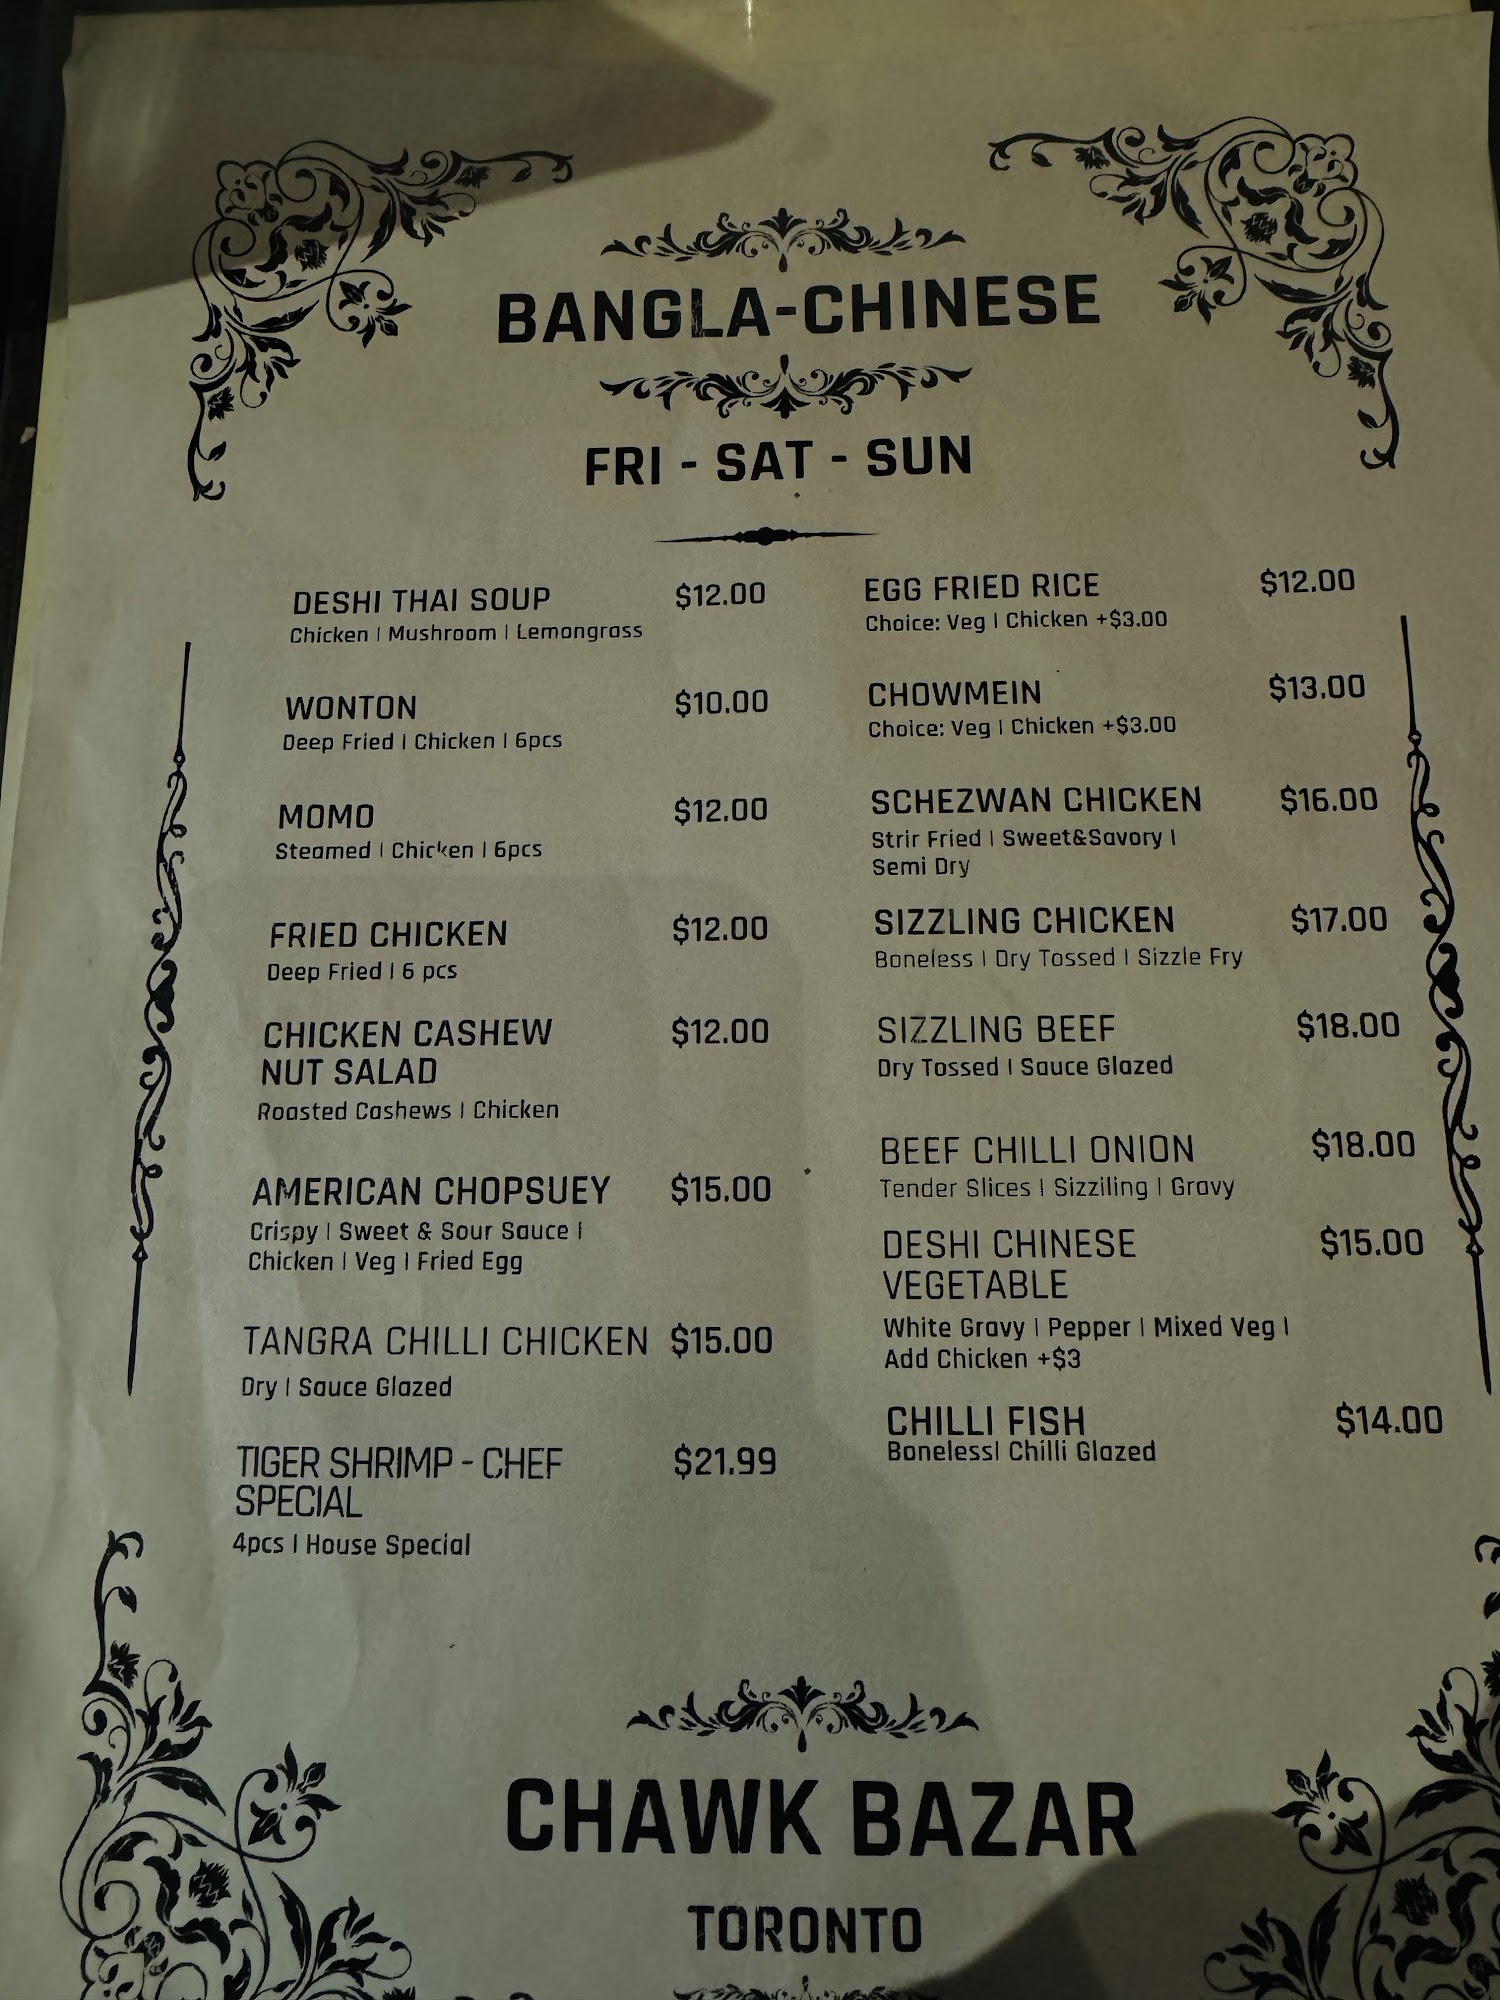 BANGLA-CHINESE
FRI - SAT - SUN
DESHI THAI SOUP $12.00
Chicken | Mushroom | Lemongrass
WONTON $10.00
Deep Fried | Chicken | 6pcs
MOMO $12.00
Steamed | Chicken | 6pcs
FRIED CHICKEN $12.00
Deep Fried | 6 pcs
CHICKEN CASHEW $12.00
NUT SALAD
Roasted Cashews | Chicken
AMERICAN CHOPSUEY $15.00
Crispy | Sweet & Sour Sauce |
Chicken | Veg | Fried Egg
TANGRA CHILLI CHICKEN $15.00
Dry | Sauce Glazed
TIGER SHRIMP - CHEF $21.99
SPECIAL
4pcs | House Special
EGG FRIED RICE $12.00
Choice: Veg | Chicken +$3.00
CHOWMEIN $13.00
Choice: Veg | Chicken +$3.00
SCHEZWAN CHICKEN $16.00
Strir Fried | Sweet&Savory |
Semi Dry
SIZZLING CHICKEN $17.00
Boneless | Dry Tossed | Sizzle Fry
SIZZLING BEEF $18.00
Dry Tossed | Sauce Glazed
BEEF CHILLI ONION $18.00
Tender Slices | Sizziling | Gravy
DESHI CHINESE $15.00
VEGETABLE
White Gravy | Pepper | Mixed Veg |
Add Chicken +$3
CHILLI FISH $14.00
Boneless| Chilli Glazed
CHAWK BAZAR
TORONTO